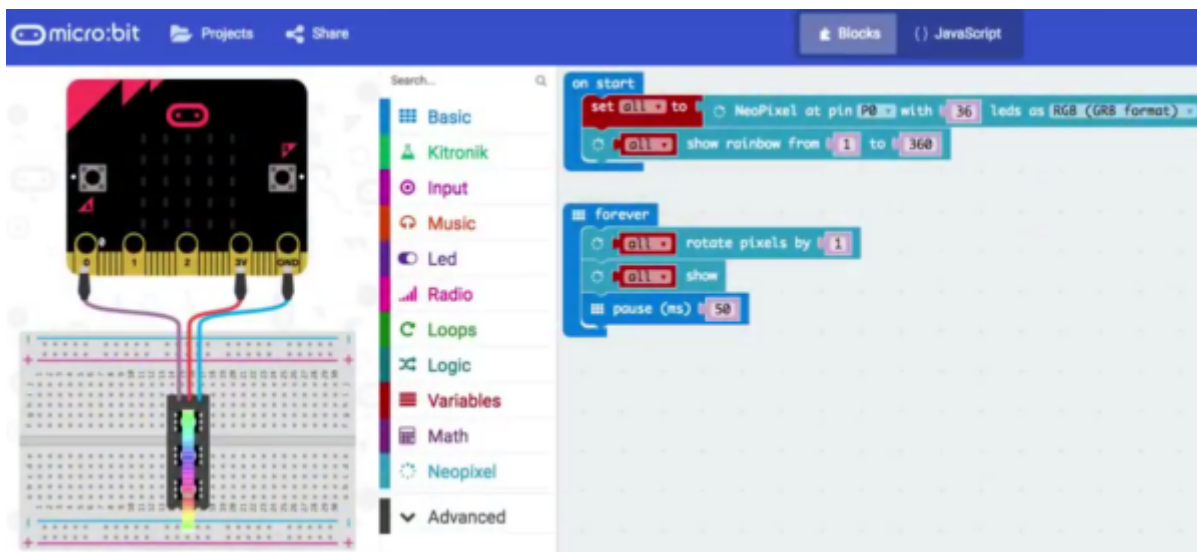 micro:bit Projects Share Blocks {} JavaScript
Search...
Basic
Kitronik
Input
Music
Led
Radio
Loops
Logic
Variables
Math
Neopixel
Advanced
on start
set all to NeoPixel at pin P0 with 36 leds as RGB (GRB format)
all show rainbow from 1 to 360
forever
all rotate pixels by 1
all show
pause (ms) 50
0 1 2 3V GND